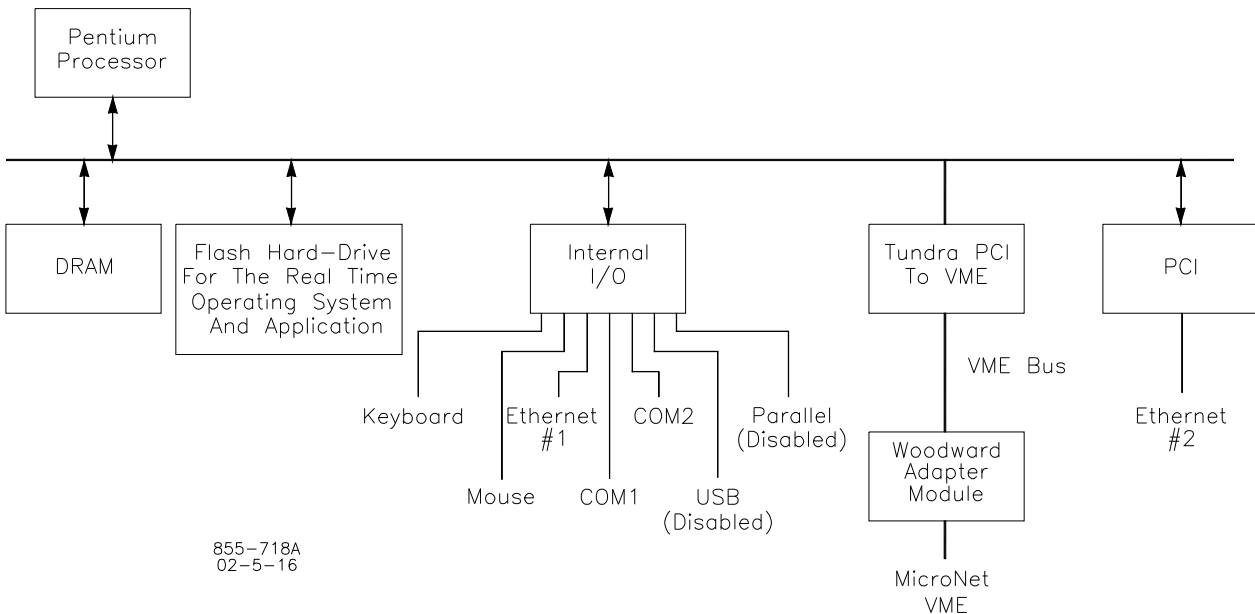 Pentium
Processor
DRAM
Flash Hard-Drive
For The Real Time
Operating System
And Application
Internal
I/O
Tundra PCI
To VME
PCI
VME Bus
Keyboard
Ethernet
#1
COM2
Parallel
(Disabled)
Ethernet
#2
Woodward
Adapter
Module
Mouse
COM1
USB
(Disabled)
855-718A
02-5-16
MicroNet
VME